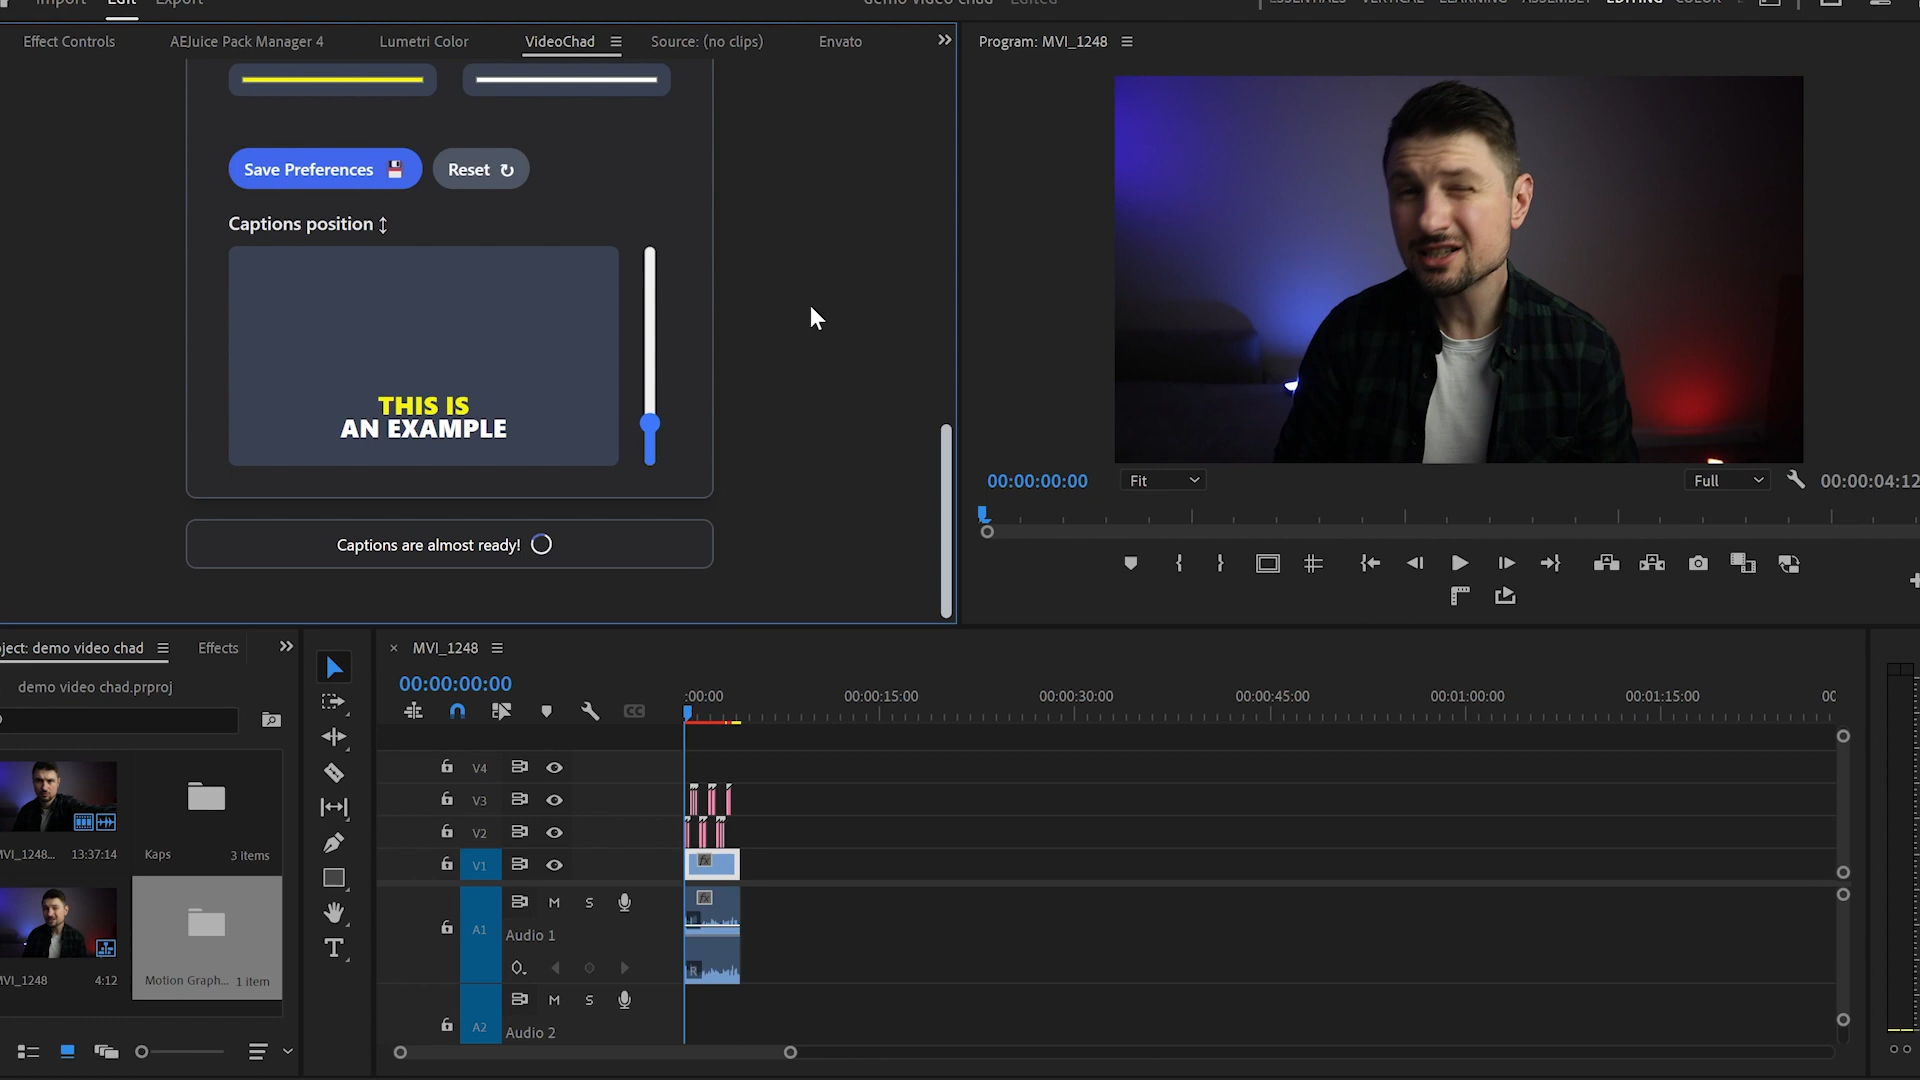 Import Edit Export
demo video chad Edited
ESSENTIALS VERTICAL LEARNING ASSEMBLY EDITING COLOR
Effect Controls
AEJuice Pack Manager 4
Lumetri Color
VideoChad
Source: (no clips)
Envato
Program: MVI_1248
Save Preferences
Reset
Captions position
THIS IS
AN EXAMPLE
Captions are almost ready!
00:00:00:00
Fit
Full
00:00:04:12
ject: demo video chad
Effects
demo video chad.prproj
MVI_1248...
13:37:14
Kaps
3 items
MVI_1248
4:12
Motion Graph...
1 item
MVI_1248
00:00:00:00
:00:00
00:00:15:00
00:00:30:00
00:00:45:00
00:01:00:00
00:01:15:00
00
V4
V3
V2
V1
fx
A1
M
S
Audio 1
fx
R
A2
M
S
Audio 2